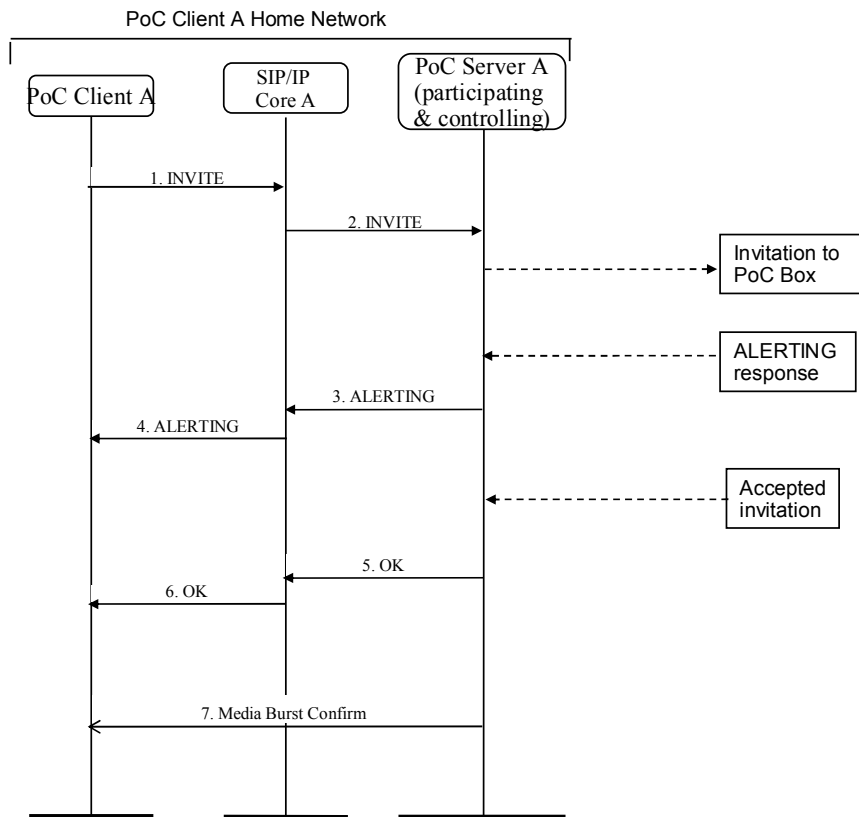 PoC Client A Home Network
PoC Client A
SIP/IP
Core A
PoC Server A
(participating
& controlling)
1. INVITE
2. INVITE
Invitation to
PoC Box
ALERTING
response
3. ALERTING
4. ALERTING
Accepted
invitation
5. OK
6. OK
7. Media Burst Confirm